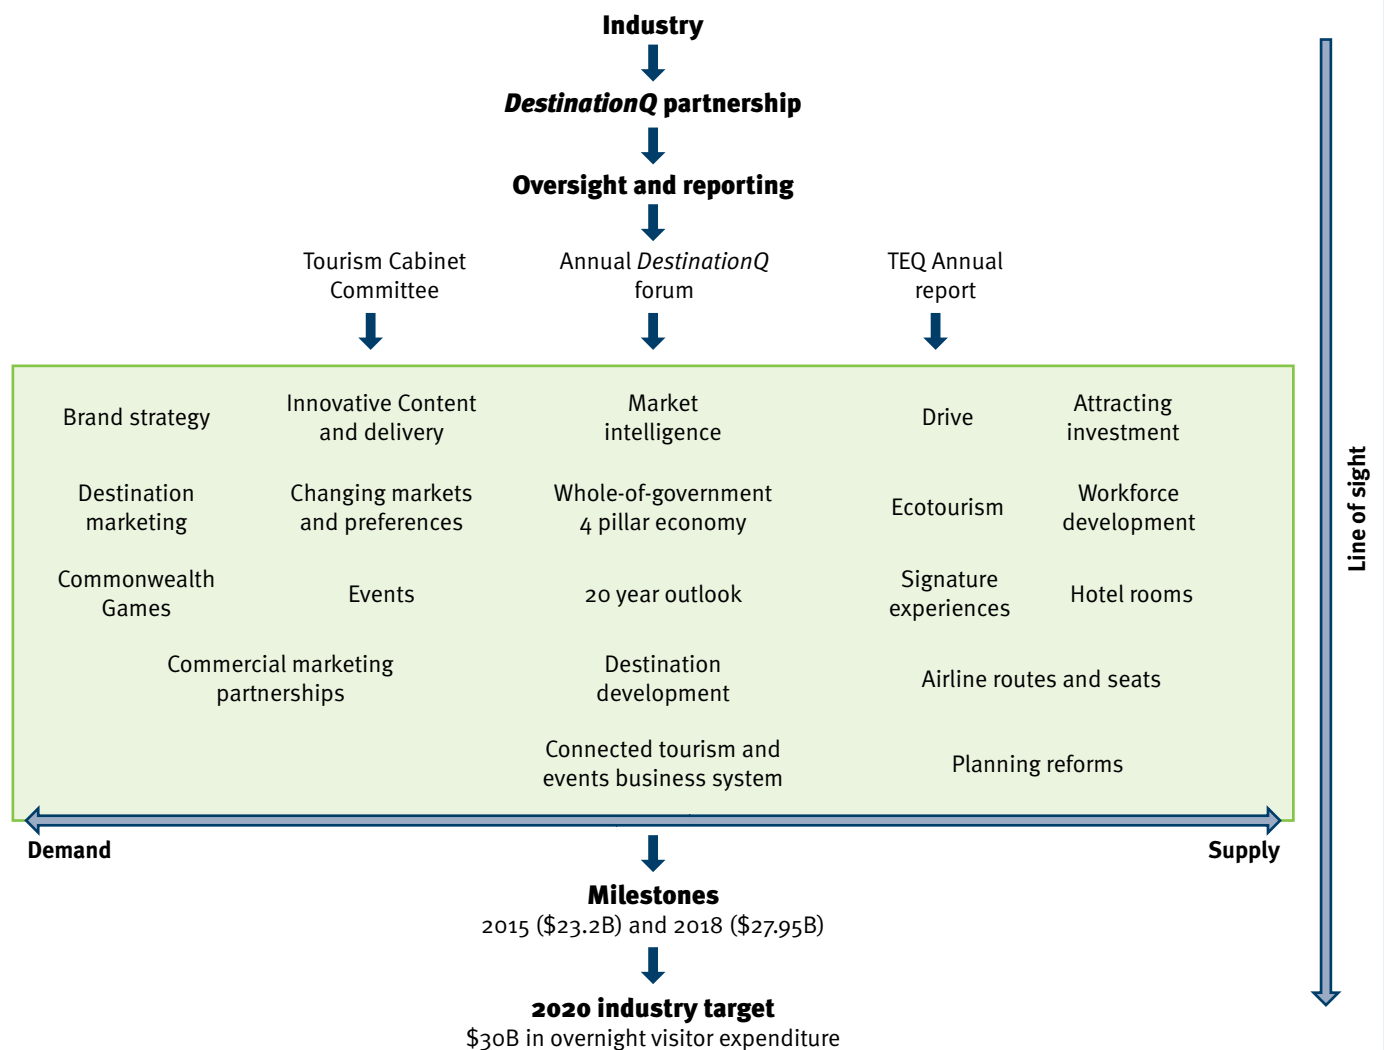 Industry
DestinationQ partnership
Oversight and reporting
Tourism Cabinet
Committee
Annual DestinationQ
forum
TEQ Annual
report
Brand strategy
Innovative Content
and delivery
Market
intelligence
Drive
Attracting
investment
Destination
marketing
Changing markets
and preferences
Whole-of-government
4 pillar economy
Ecotourism
Workforce
development
Commonwealth
Games
Events
20 year outlook
Signature
experiences
Hotel rooms
Commercial marketing
partnerships
Destination
development
Airline routes and seats
Connected tourism and
events business system
Planning reforms
Demand
Supply
Milestones
2015 ($23.2B) and 2018 ($27.95B)
2020 industry target
$30B in overnight visitor expenditure
Line of sight